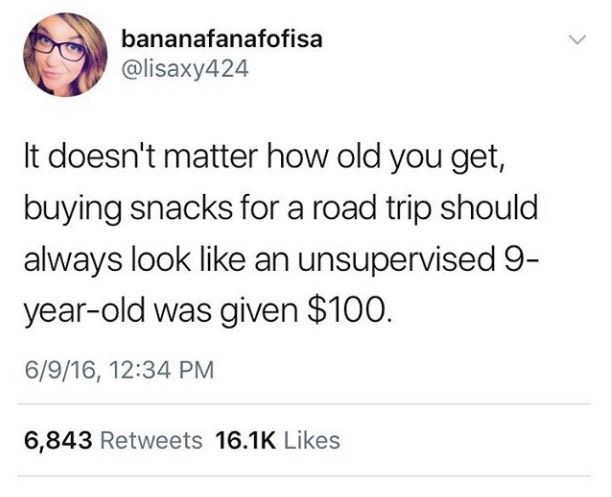 bananafanafofisa
@lisaxy424
It doesn't matter how old you get,
buying snacks for a road trip should
always look like an unsupervised 9-
year-old was given $100.
6/9/16, 12:34 PM
6,843 Retweets 16.1K Likes